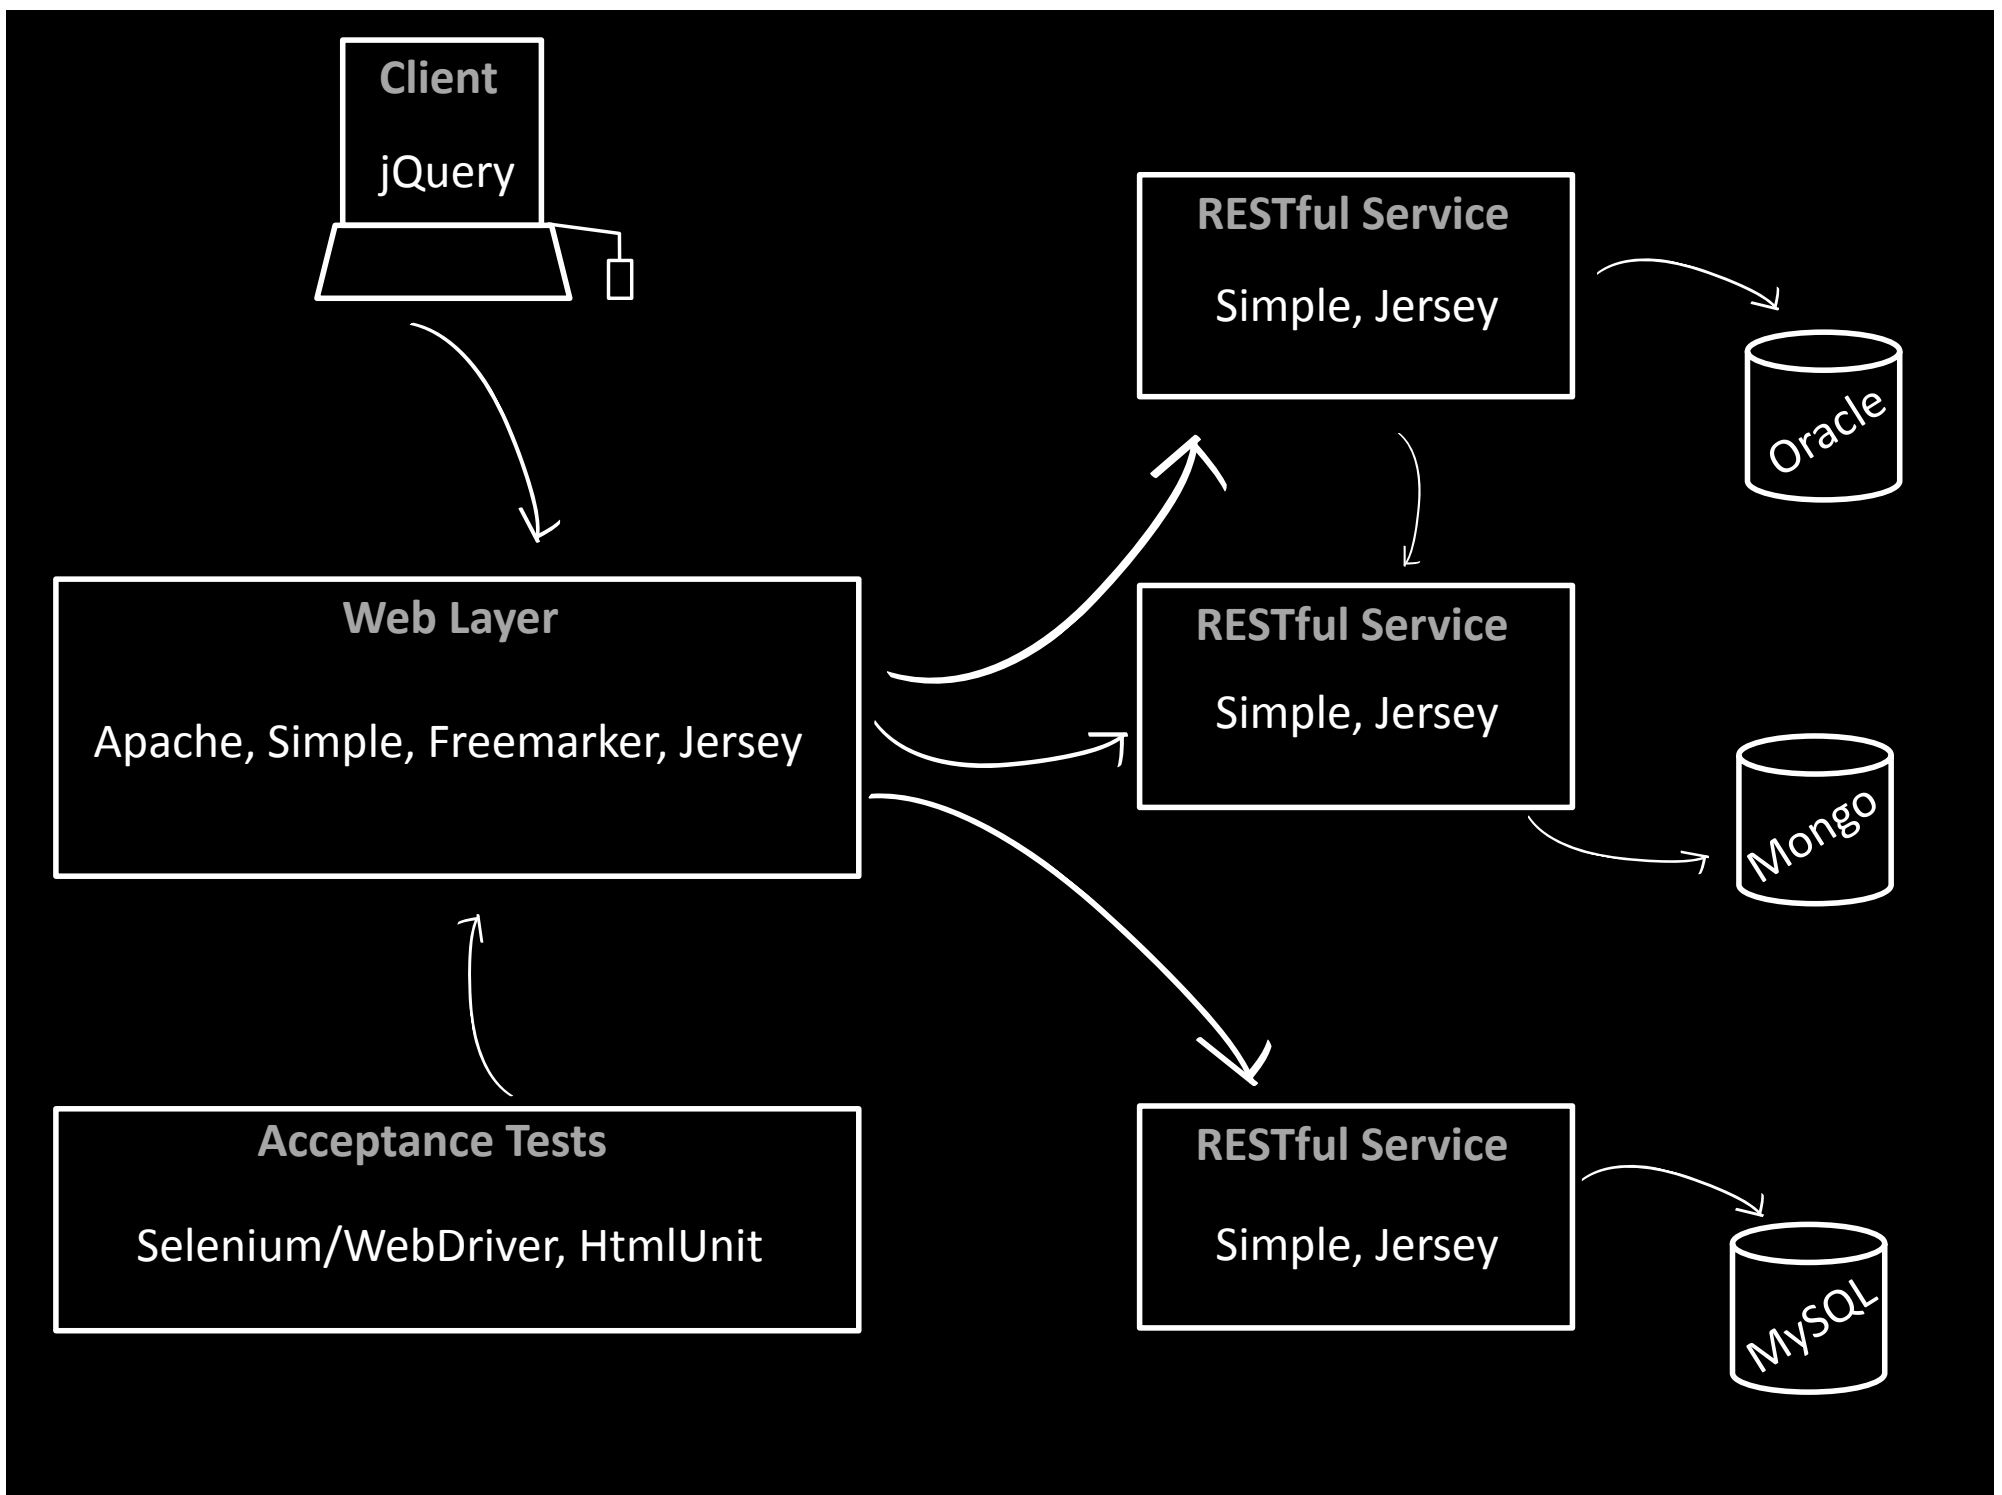 Client
jQuery
Web Layer
Apache, Simple, Freemarker, Jersey
Acceptance Tests
Selenium/WebDriver, HtmlUnit
RESTful Service
Simple, Jersey
Oracle
RESTful Service
Simple, Jersey
Mongo
RESTful Service
Simple, Jersey
MySQL